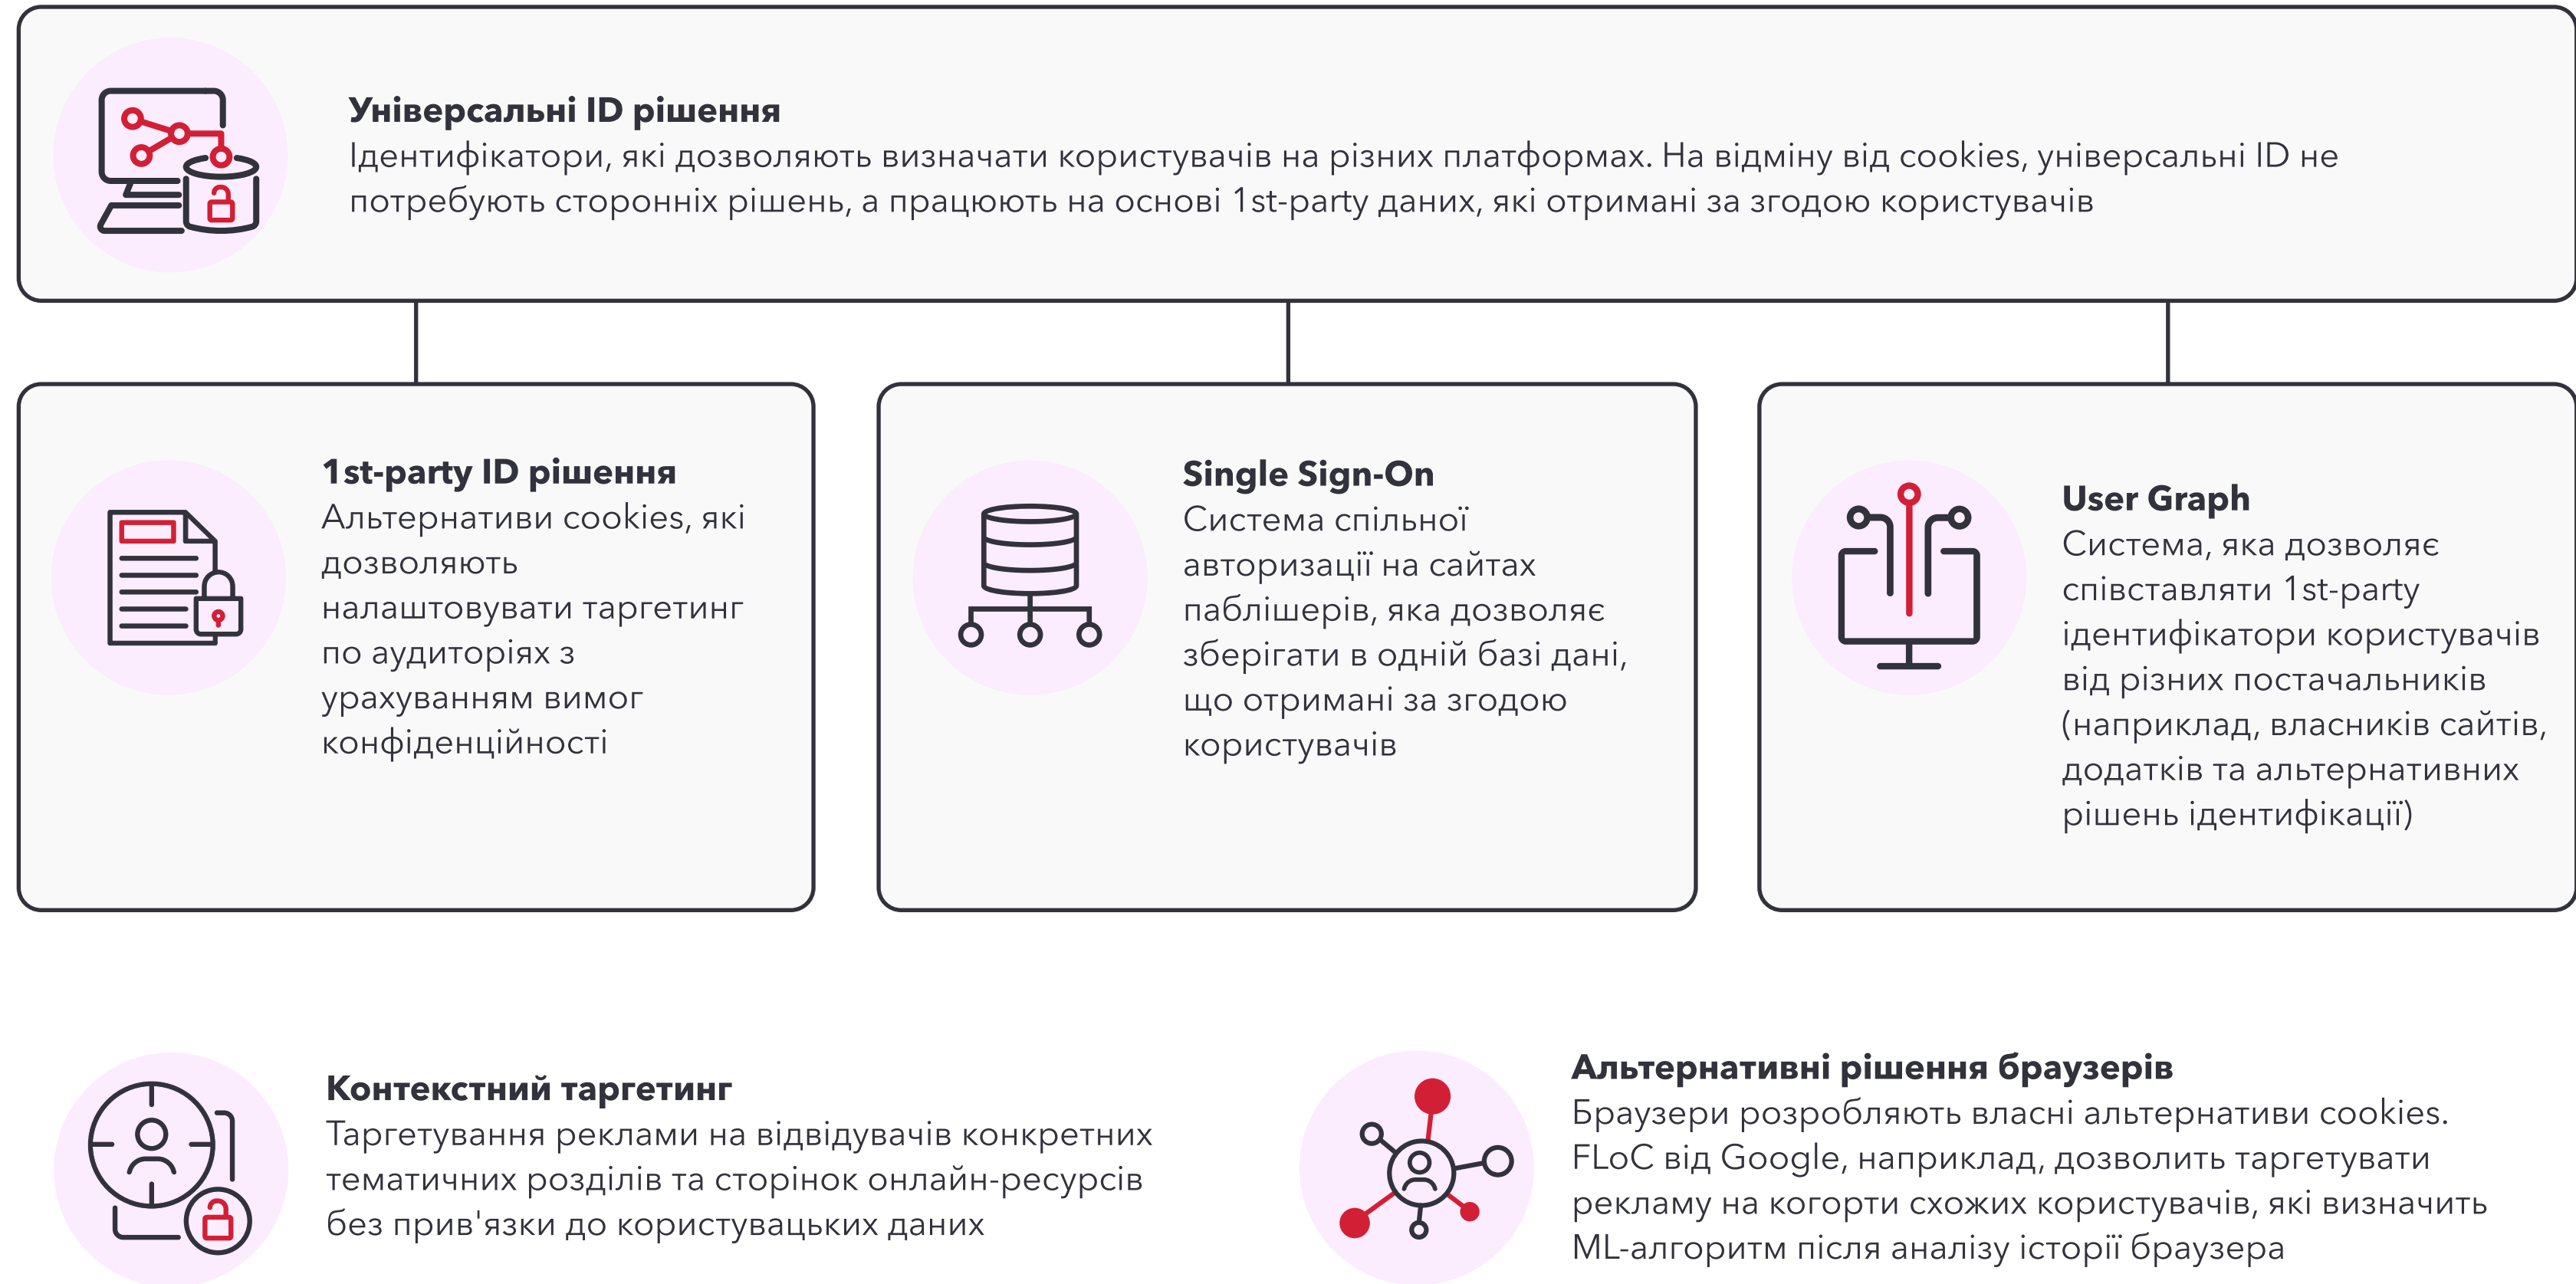 Універсальні ID рішення
Ідентифікатори, які дозволяють визначати користувачів на різних платформах. На відміну від cookies, універсальні ID не
потребують сторонніх рішень, а працюють на основі 1st-party даних, які отримані за згодою користувачів
1st-party ID рішення
Альтернативи cookies, які
дозволяють
налаштовувати таргетинг
по аудиторіях з
урахуванням вимог
конфіденційності
Single Sign-On
Система спільної
авторизації на сайтах
паблішерів, яка дозволяє
зберігати в одній базі дані,
що отримані за згодою
користувачів
User Graph
Система, яка дозволяє
співставляти 1st-party
ідентифікатори користувачів
від різних постачальників
(наприклад, власників сайтів,
додатків та альтернативних
рішень ідентифікації)
Контекстний таргетинг
Таргетування реклами на відвідувачів конкретних
тематичних розділів та сторінок онлайн-ресурсів
без прив'язки до користувацьких даних
Альтернативні рішення браузерів
Браузери розробляють власні альтернативи cookies.
FLoC від Google, наприклад, дозволить таргетувати
рекламу на когорти схожих користувачів, які визначить
ML-алгоритм після аналізу історії браузера